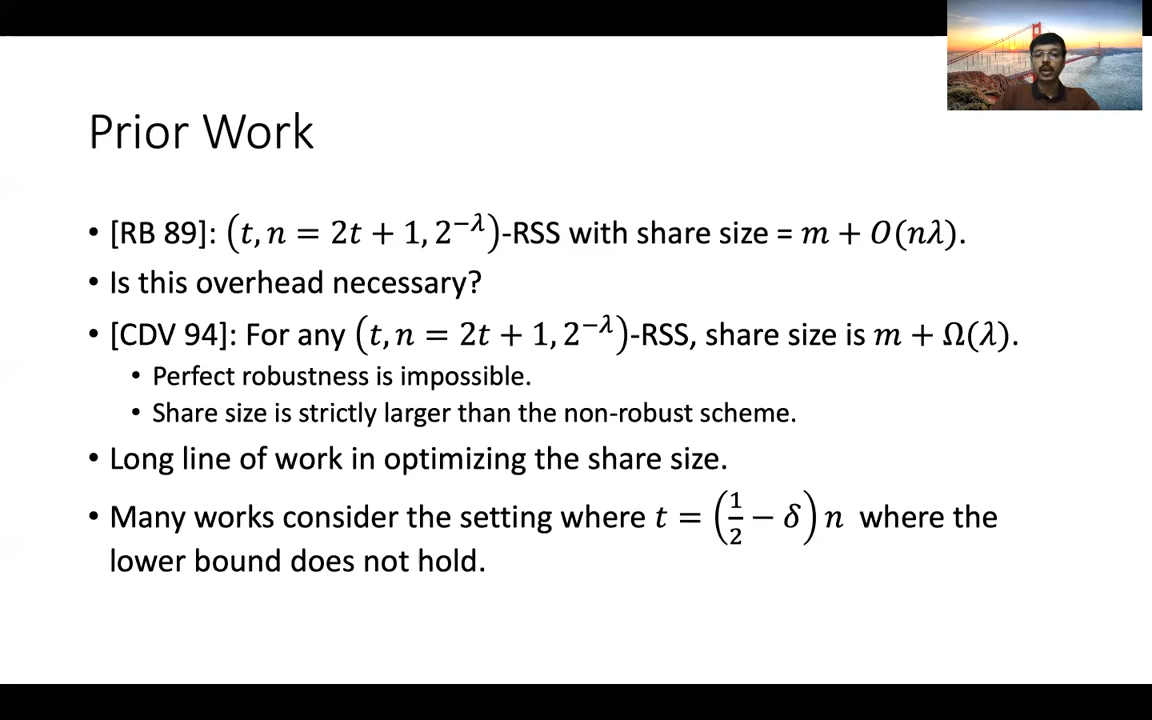 Prior Work
• [RB 89]: (t, n = 2t + 1, 2^{−λ})-RSS with share size = m + O(nλ).
• Is this overhead necessary?
• [CDV 94]: For any (t, n = 2t + 1, 2^{−λ})-RSS, share size is m + Ω(λ).
• Perfect robustness is impossible.
• Share size is strictly larger than the non-robust scheme.
• Long line of work in optimizing the share size.
• Many works consider the setting where t = (1/2 − δ) n where the
lower bound does not hold.